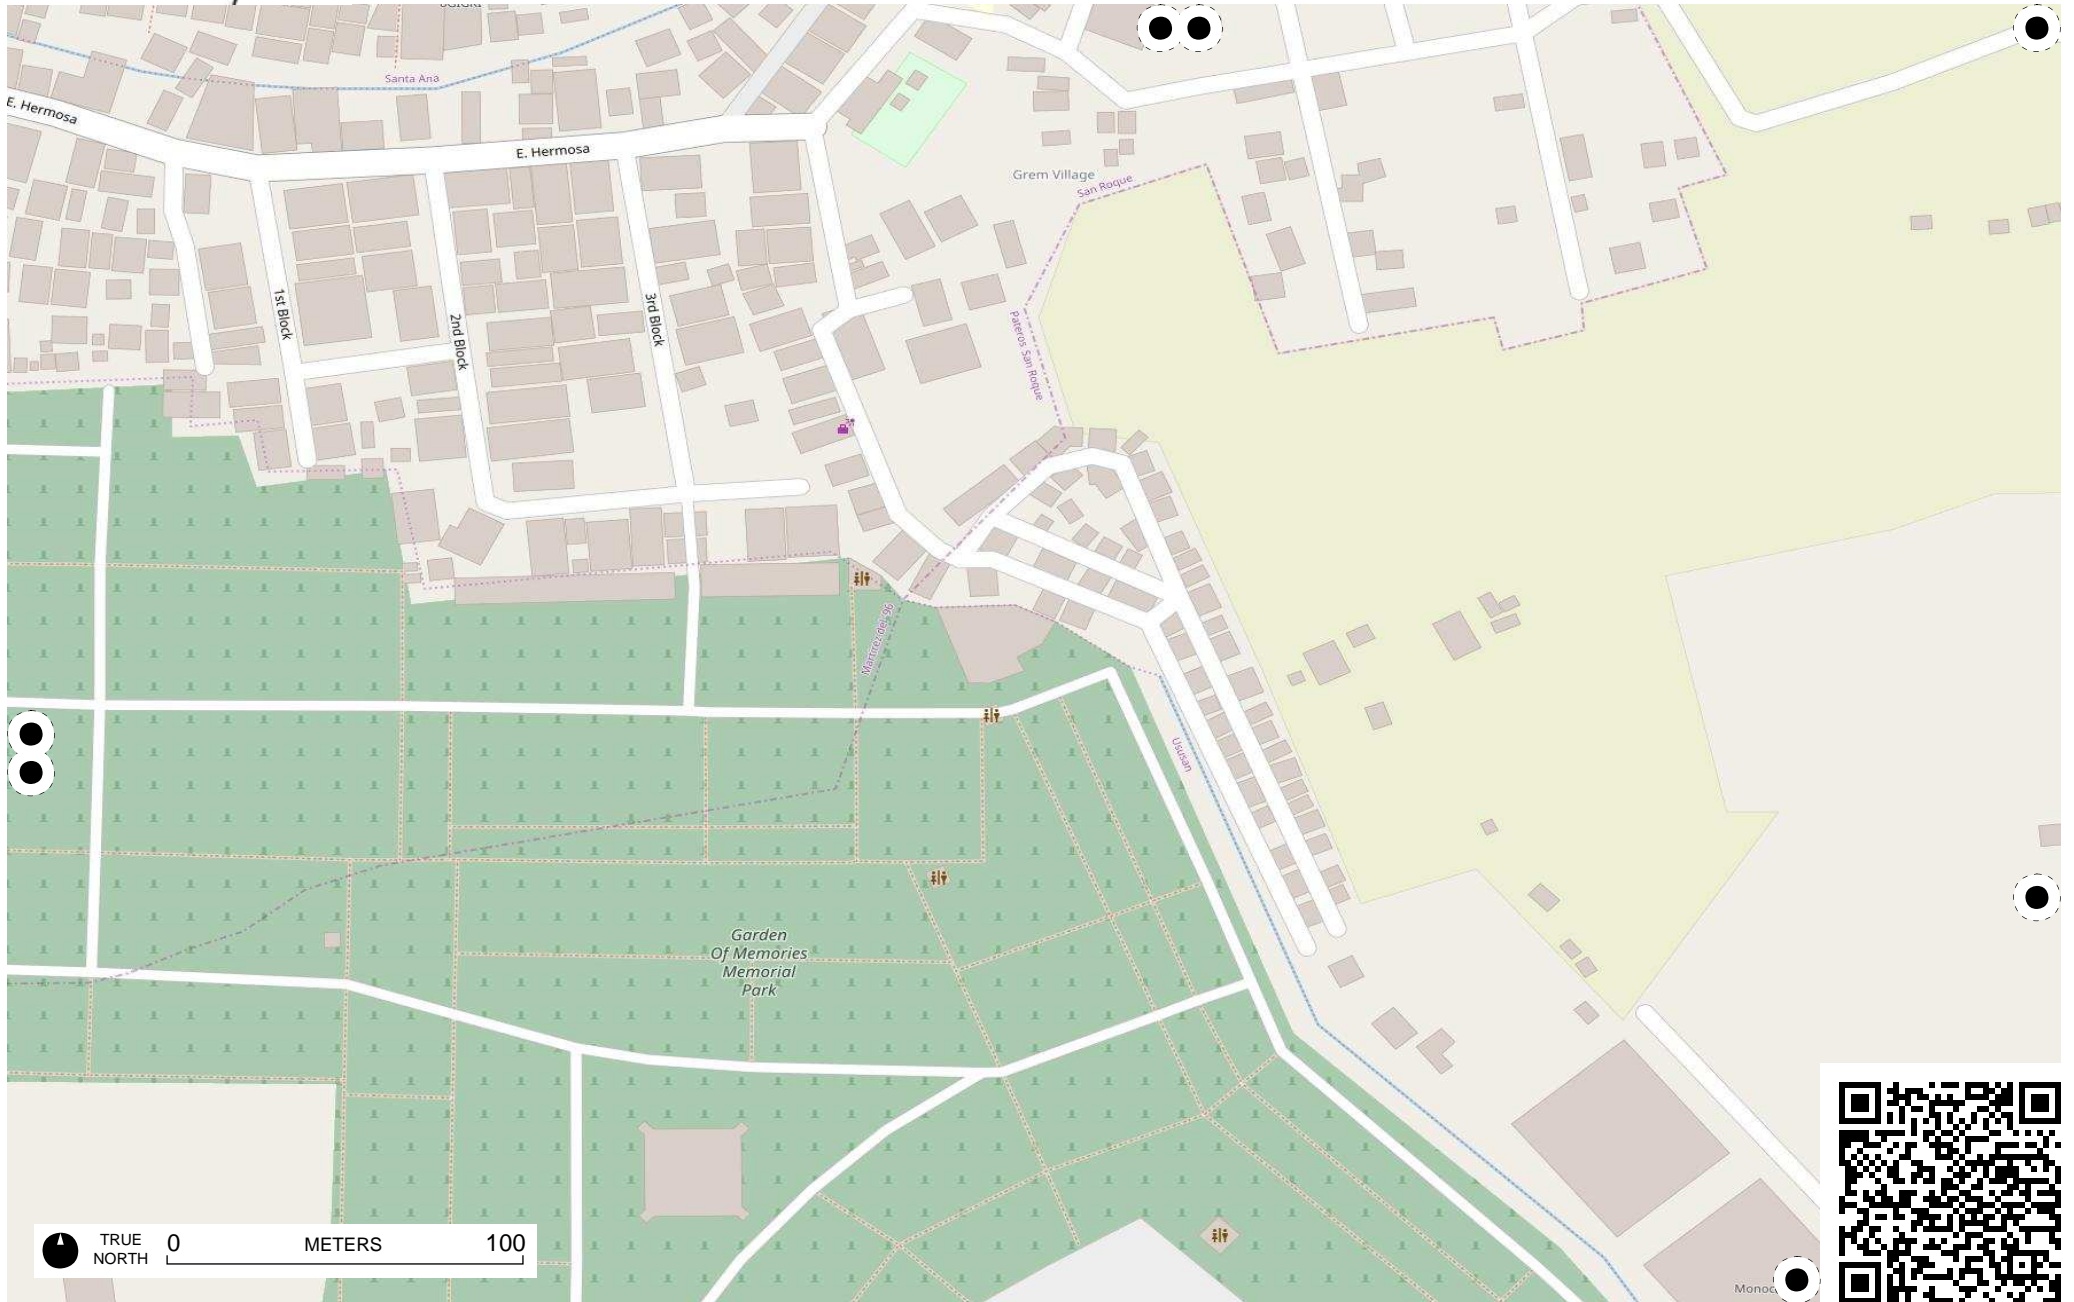 Santa Ana
E. Hermosa
E. Hermosa
Grem Village
San Roque
1st Block
2nd Block
3rd Block
Pateros San Roque
Martirez del '96
Ususan
Garden
Of Memories
Memorial
Park
TRUE
NORTH
0 METERS 100